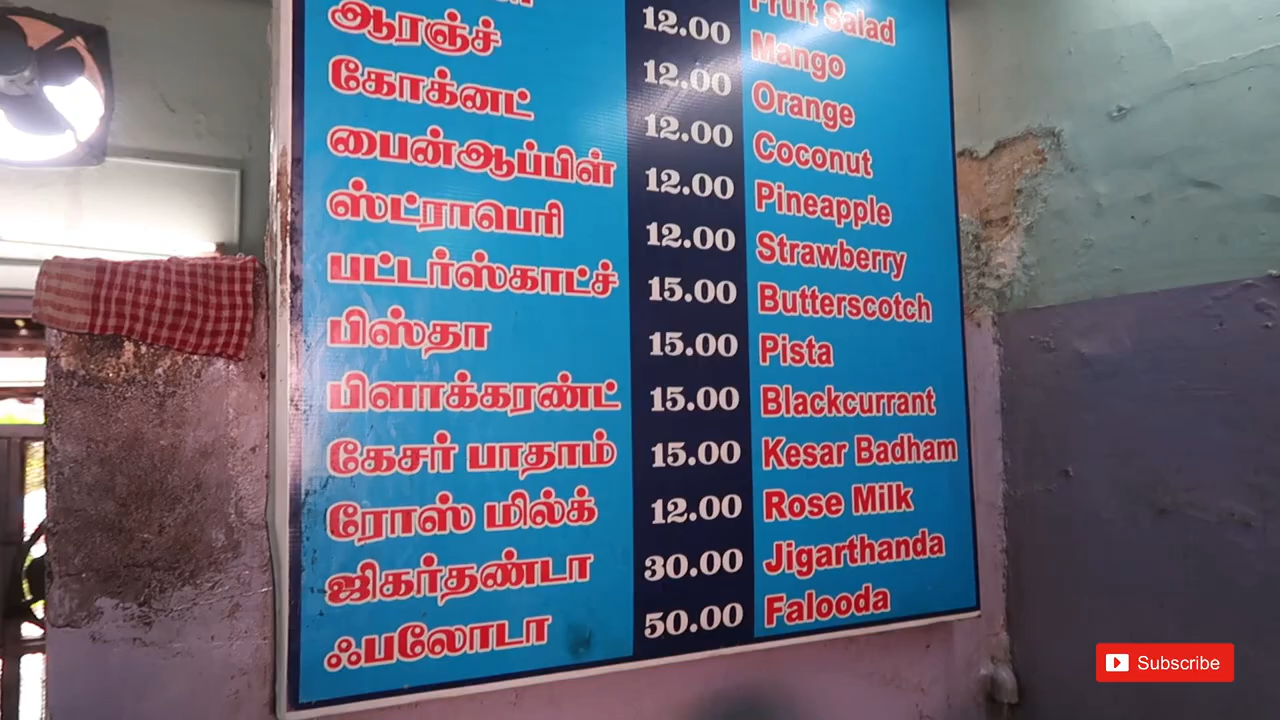 12.00 Fruit Salad
ஆரஞ்ச் 12.00 Mango
கோக்னட் 12.00 Orange
பைன்ஆப்பிள் 12.00 Coconut
ஸ்ட்ராபெரி 12.00 Pineapple
பட்டர்ஸ்காட்ச் 15.00 Strawberry
பிஸ்தா 15.00 Butterscotch
பிளாக்கரண்ட் 15.00 Pista
கேசர் பாதாம் 15.00 Blackcurrant
ரோஸ் மில்க் 12.00 Kesar Badham
ஜிகர்தண்டா 30.00 Rose Milk
ஃபலோடா 50.00 Jigarthanda
Falooda
Subscribe